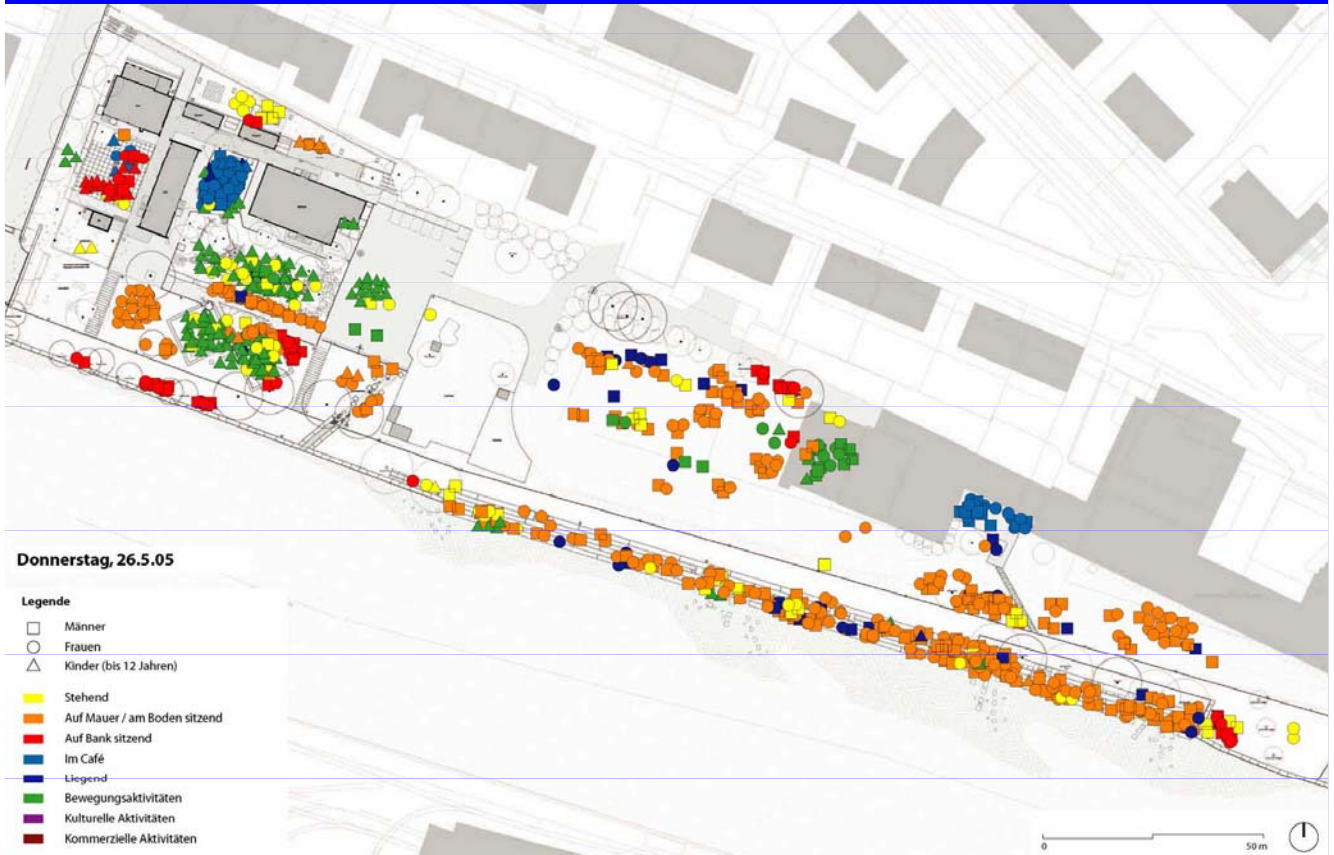 Donnerstag, 26.5.05
Legende
Männer
Frauen
Kinder (bis 12 Jahren)
Stehend
Auf Mauer / am Boden sitzend
Auf Bank sitzend
Im Café
Liegend
Bewegungsaktivitäten
Kulturelle Aktivitäten
Kommerzielle Aktivitäten
0 50 m